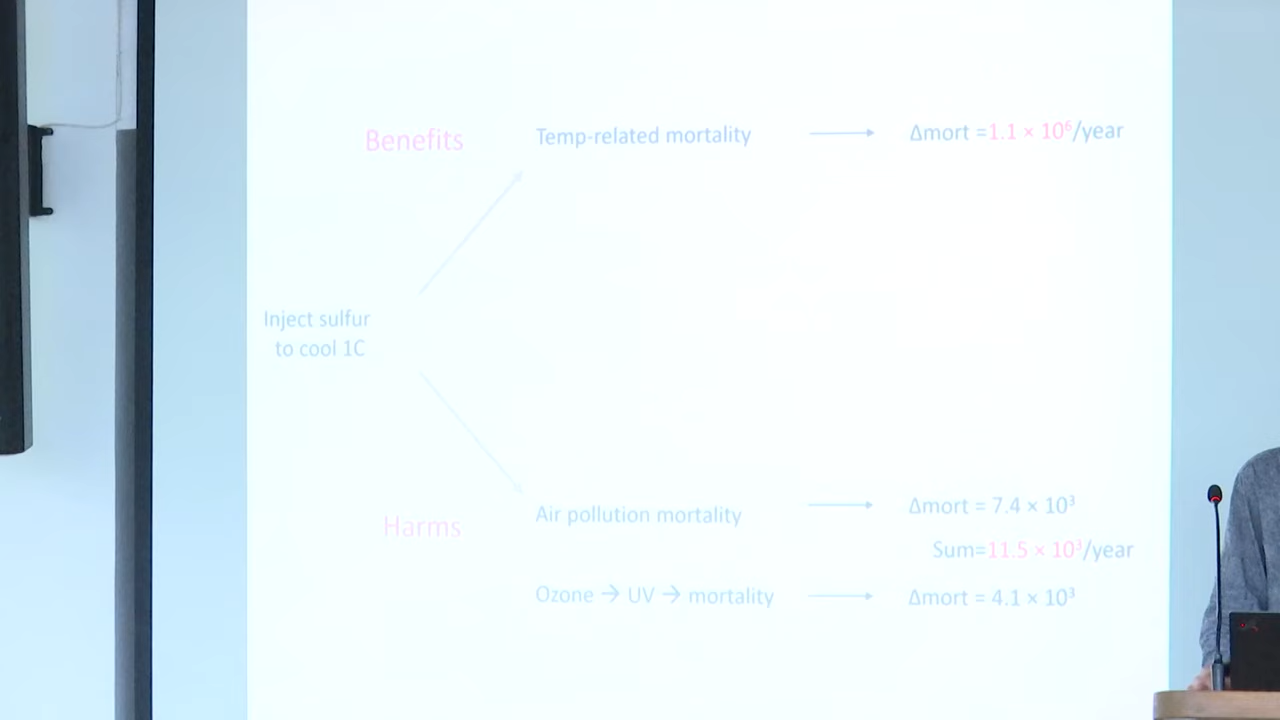 Benefits
Temp-related mortality
Δmort =1.1 × 10⁶/year
Inject sulfur
to cool 1C
Harms
Air pollution mortality
Δmort = 7.4 × 10³
Sum=11.5 × 10³/year
Ozone → UV → mortality
Δmort = 4.1 × 10³